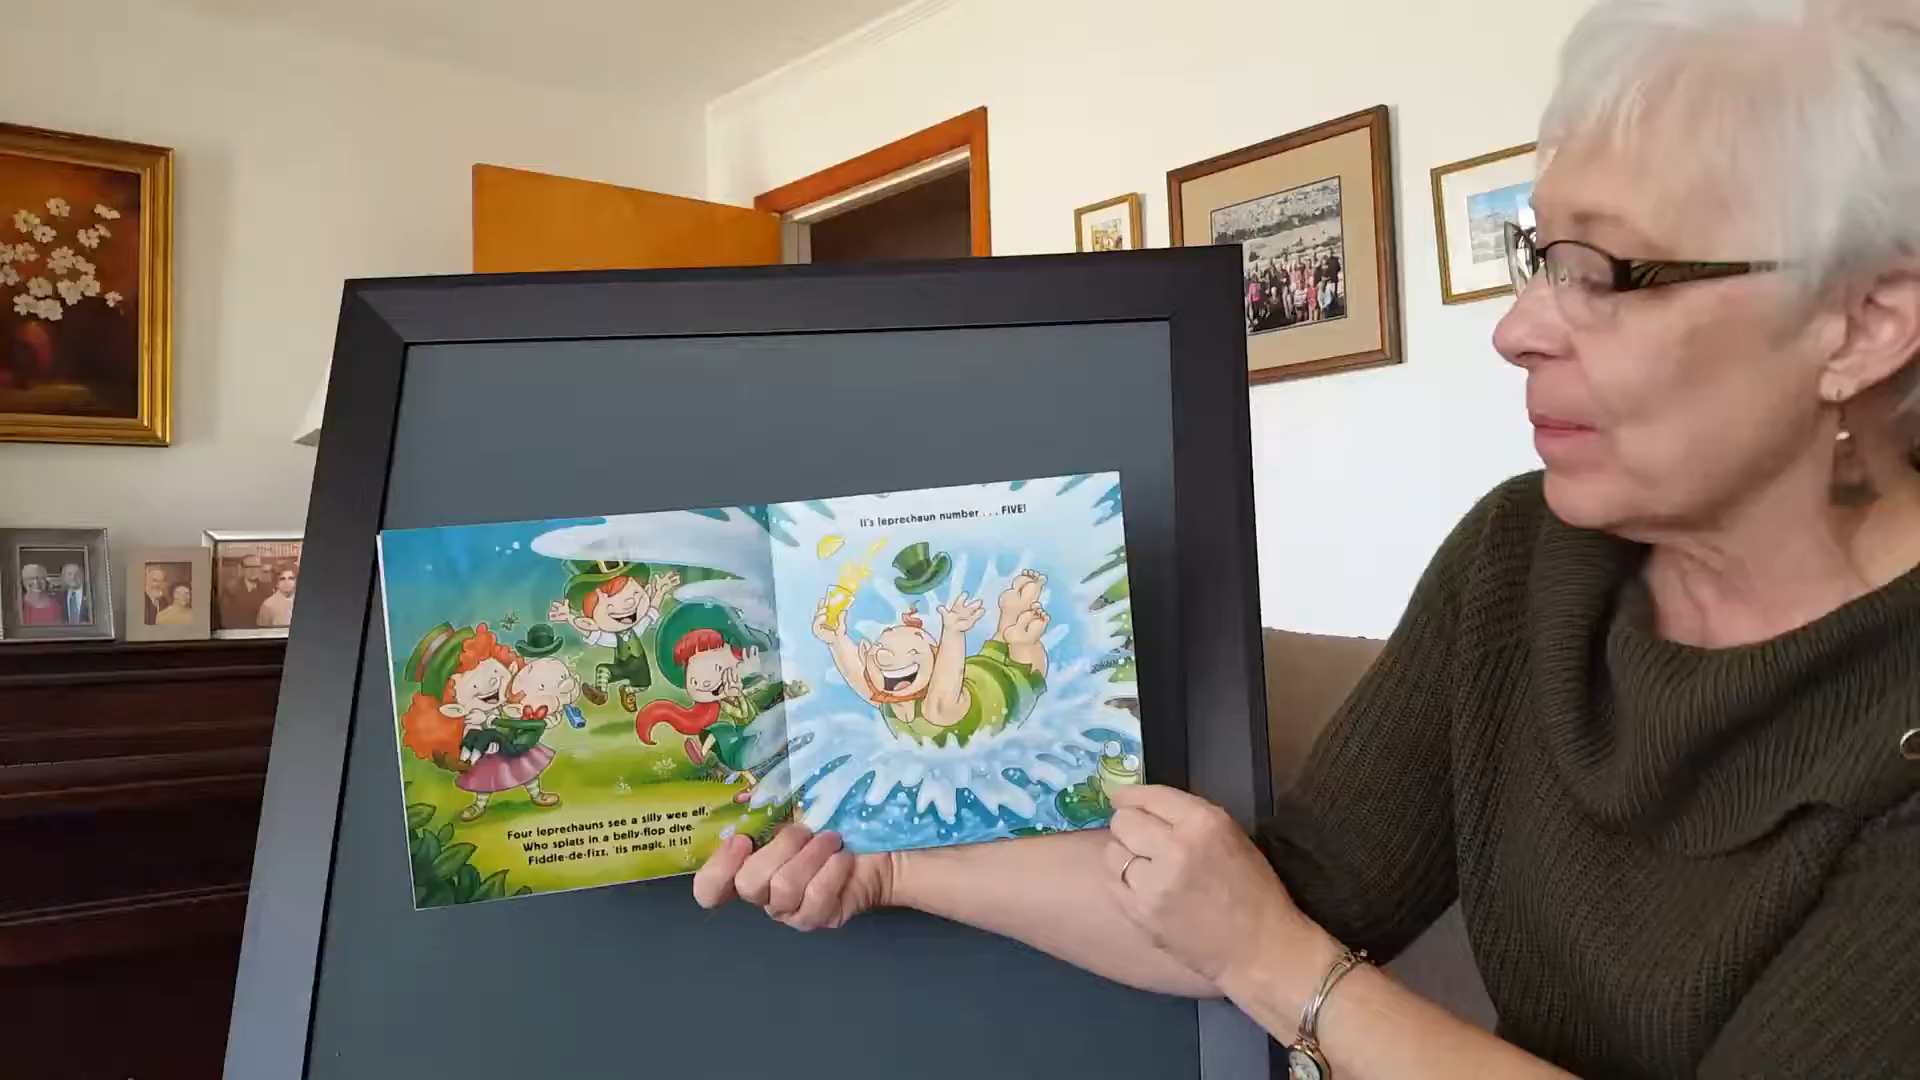 Four leprechauns see a silly wee elf,
Who splats in a belly-flop dive.
Fiddle-de-fizz, 'tis magic, it is!
It's leprechaun number . . . FIVE!